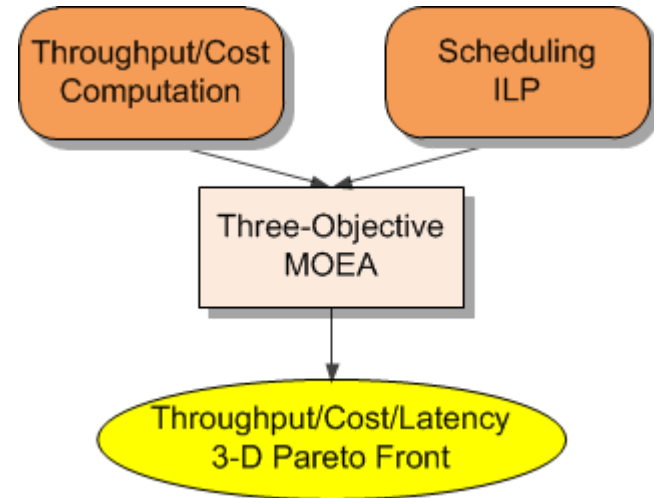 Throughput/Cost
Computation
Scheduling
ILP
Three-Objective
MOEA
Throughput/Cost/Latency
3-D Pareto Front